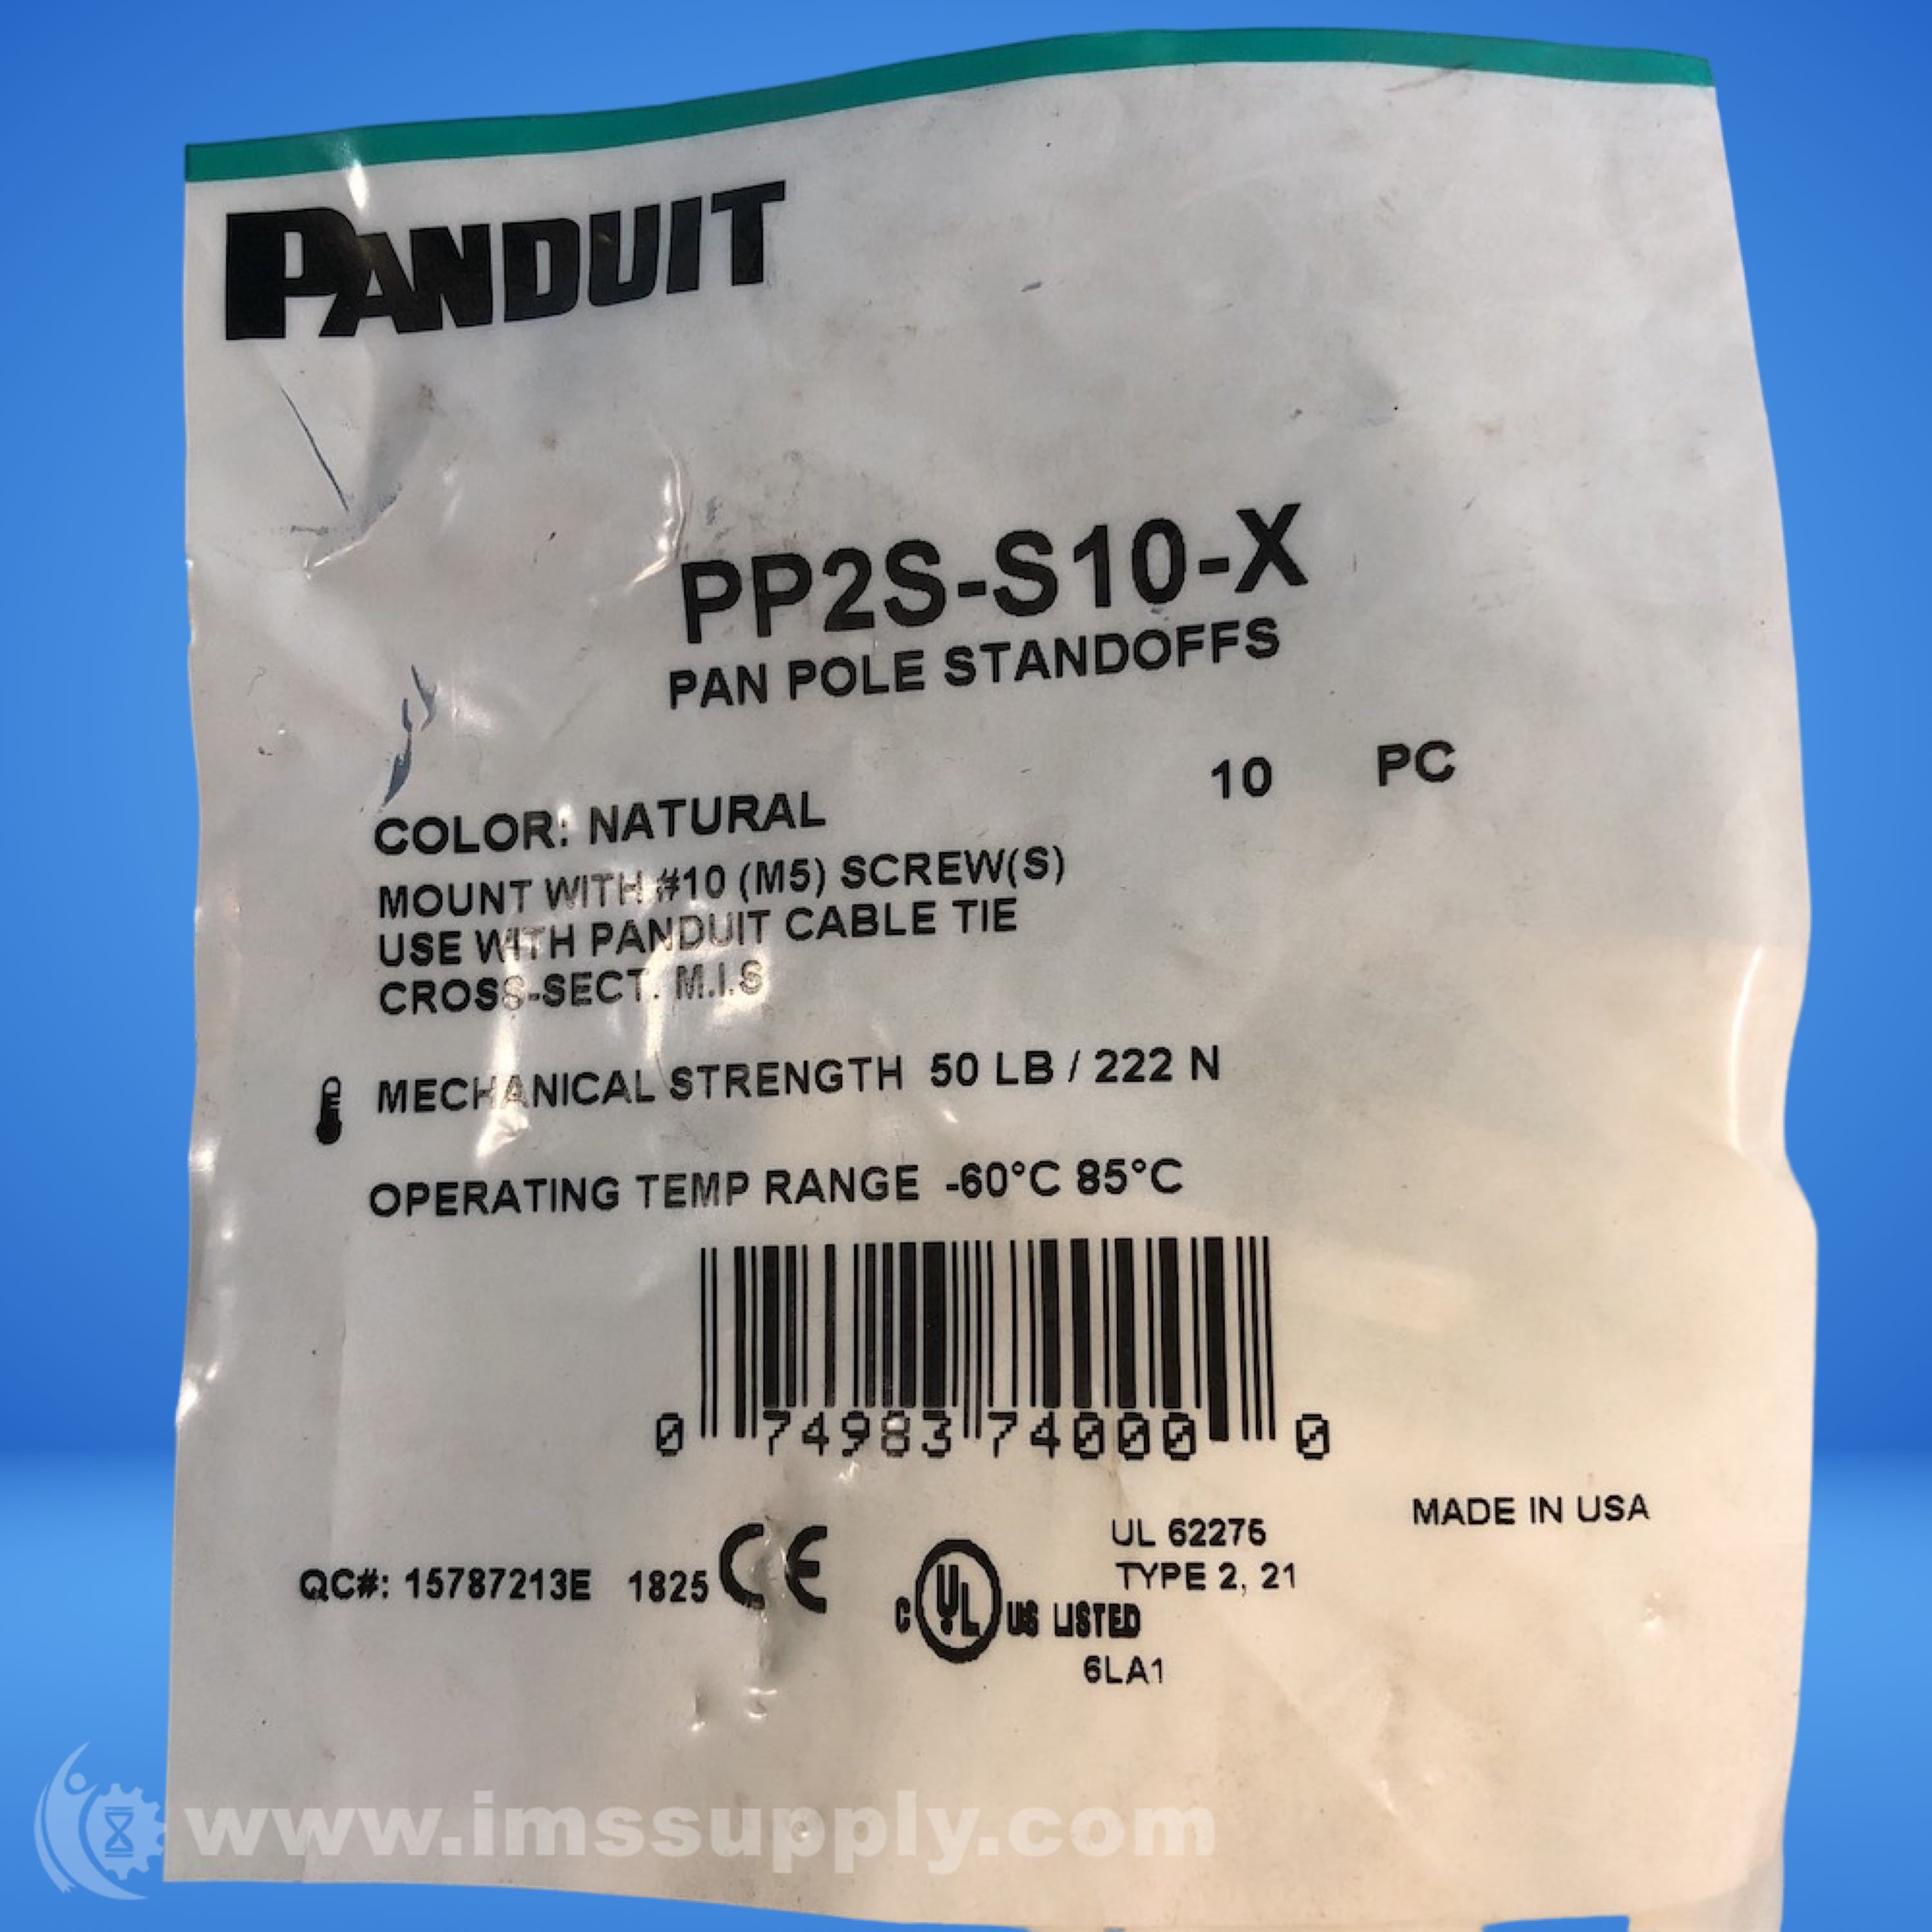 PANDUIT
PP2S-S10-X
PAN POLE STANDOFFS
10 PC
COLOR: NATURAL
MOUNT WITH #10 (M5) SCREW(S)
USE WITH PANDUIT CABLE TIE
CROSS-SECT. M.I.S
MECHANICAL STRENGTH 50 LB / 222 N
OPERATING TEMP RANGE -60°C 85°C
0 74983 74000 0
MADE IN USA
QC#: 15787213E 1825 CE
UL 62275
TYPE 2, 21
C UL US LISTED
6LA1
www.imssupply.com